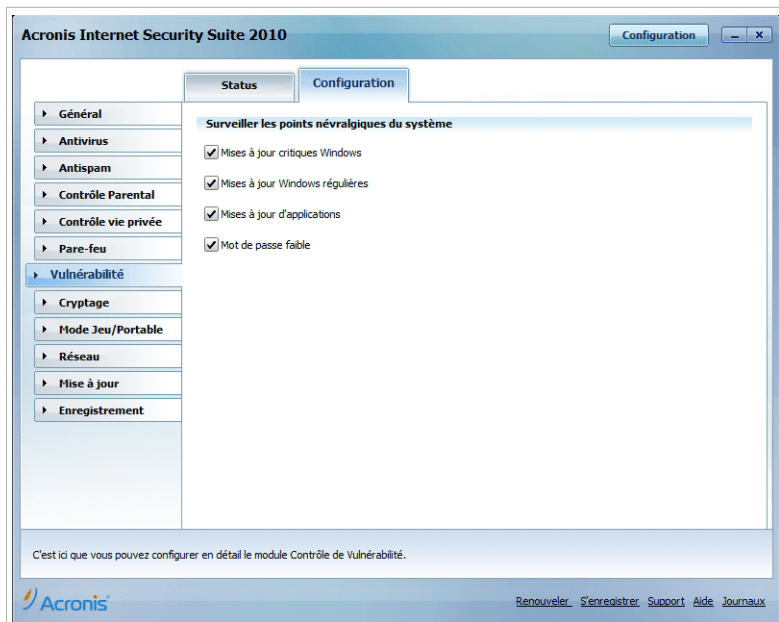 Acronis Internet Security Suite 2010
Configuration
Status
Configuration
Général
Antivirus
Antispam
Contrôle Parental
Contrôle vie privée
Pare-feu
Vulnérabilité
Cryptage
Mode Jeu/Portable
Réseau
Mise à jour
Enregistrement
Surveiller les points névralgiques du système
Mises à jour critiques Windows
Mises à jour Windows régulières
Mises à jour d'applications
Mot de passe faible
C'est ici que vous pouvez configurer en détail le module Contrôle de Vulnérabilité.
Acronis
Renouveler S'enregistrer Support Aide Journaux